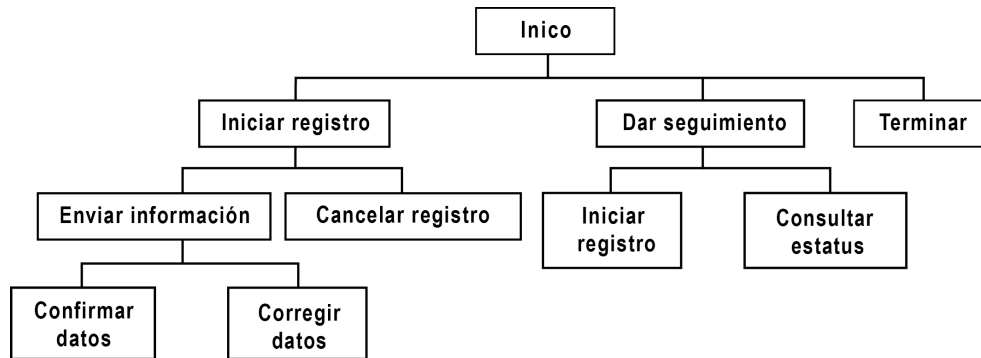 Inico
Iniciar registro
Dar seguimiento
Terminar
Enviar información
Cancelar registro
Iniciar
registro
Consultar
estatus
Confirmar
datos
Corregir
datos